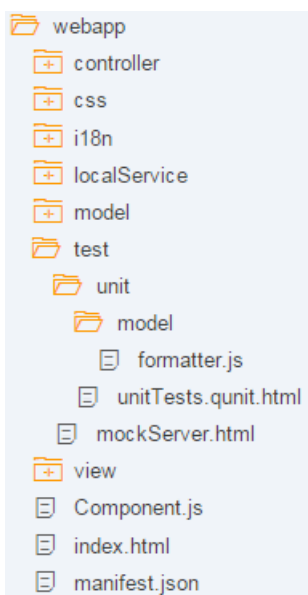 webapp
controller
css
i18n
localService
model
test
unit
model
formatter.js
unitTests.qunit.html
mockServer.html
view
Component.js
index.html
manifest.json